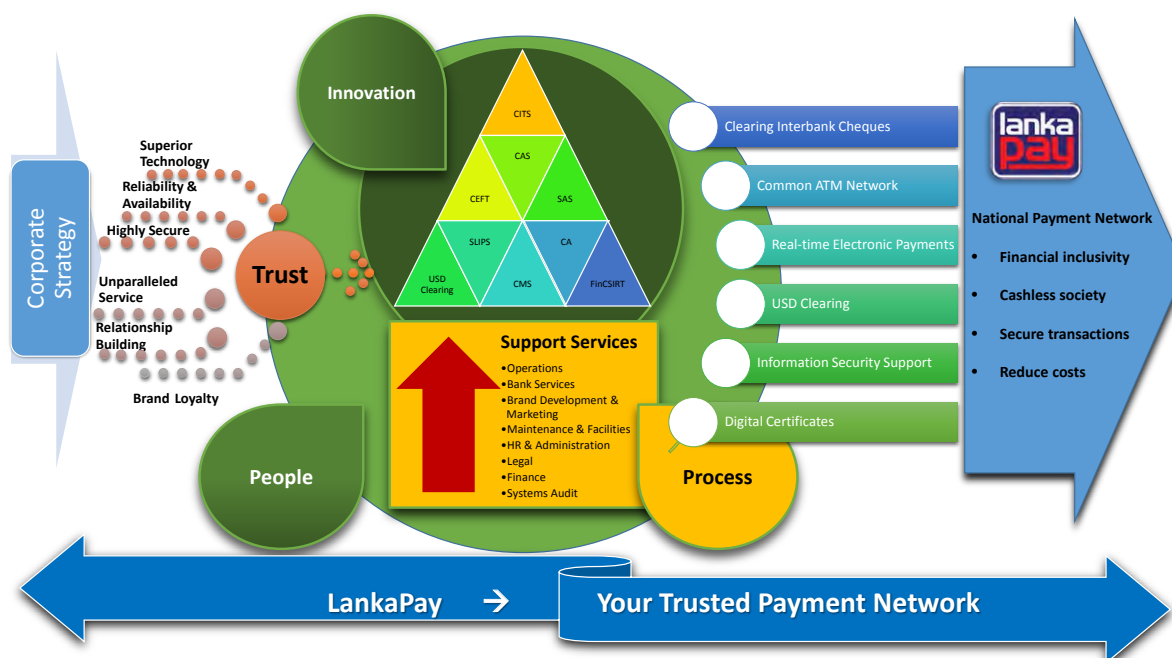 Corporate
Strategy
Superior
Technology
Reliability &
Availability
Highly Secure
Unparalleled
Service
Relationship
Building
Brand Loyalty
Trust
Innovation
People
Process
CITS
CAS
CEFT
SAS
SLIPS
CA
USD
Clearing
CMS
FinCSIRT
Support Services
•Operations
•Bank Services
•Brand Development &
Marketing
•Maintenance & Facilities
•HR & Administration
•Legal
•Finance
•Systems Audit
Clearing Interbank Cheques
Common ATM Network
Real-time Electronic Payments
USD Clearing
Information Security Support
Digital Certificates
lanka
pay
National Payment Network
• Financial inclusivity
• Cashless society
• Secure transactions
• Reduce costs
LankaPay → Your Trusted Payment Network